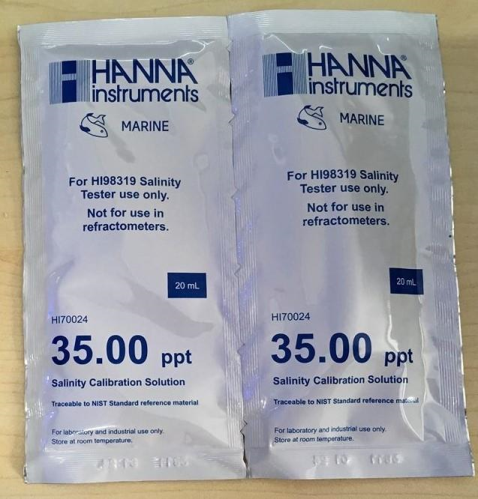 HANNA®
instruments
MARINE
For HI98319 Salinity
Tester use only.
Not for use in
refractometers.
20 mL
HI70024
35.00 ppt
Salinity Calibration Solution
Traceable to NIST Standard reference material
For laboratory and industrial use only.
Store at room temperature.
HANNA®
instruments
MARINE
For HI98319 Salinity
Tester use only.
Not for use in
refractometers.
20 mL
HI70024
35.00 ppt
Salinity Calibration Solution
Traceable to NIST Standard reference material
For laboratory and industrial use only.
Store at room temperature.